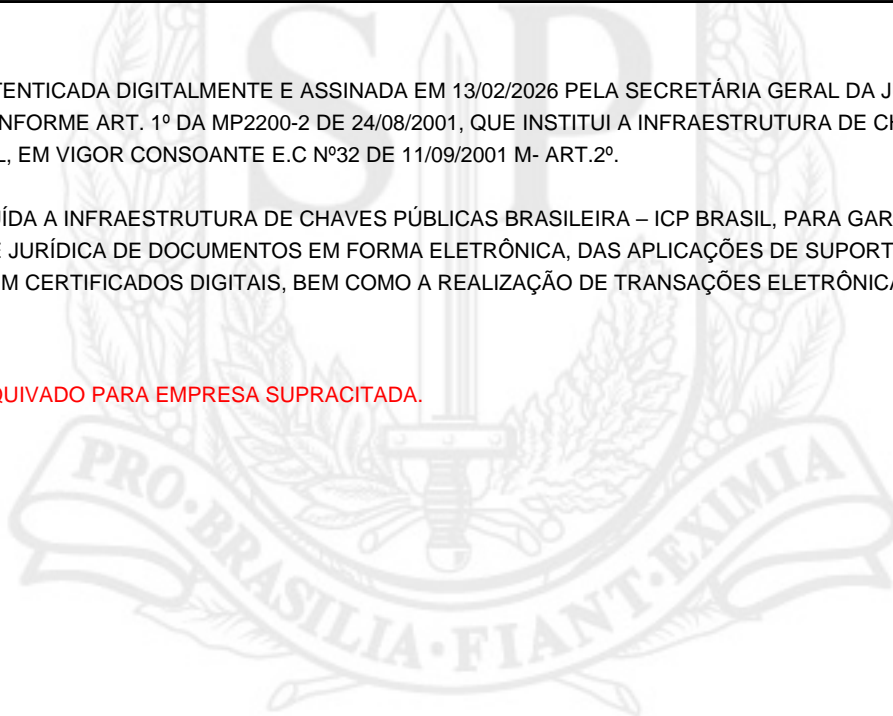 SP
TENTICADA DIGITALMENTE E ASSINADA EM 13/02/2026 PELA SECRETÁRIA GERAL DA J
NFORME ART. 1º DA MP2200-2 DE 24/08/2001, QUE INSTITUI A INFRAESTRUTURA DE CH
L, EM VIGOR CONSOANTE E.C Nº32 DE 11/09/2001 M- ART.2º.
UÍDA A INFRAESTRUTURA DE CHAVES PÚBLICAS BRASILEIRA – ICP BRASIL, PARA GAR
E JURÍDICA DE DOCUMENTOS EM FORMA ELETRÔNICA, DAS APLICAÇÕES DE SUPORT
M CERTIFICADOS DIGITAIS, BEM COMO A REALIZAÇÃO DE TRANSAÇÕES ELETRÔNICA
QUIVADO PARA EMPRESA SUPRACITADA.
PRO•BRASILIA•FIANT•EXIMIA